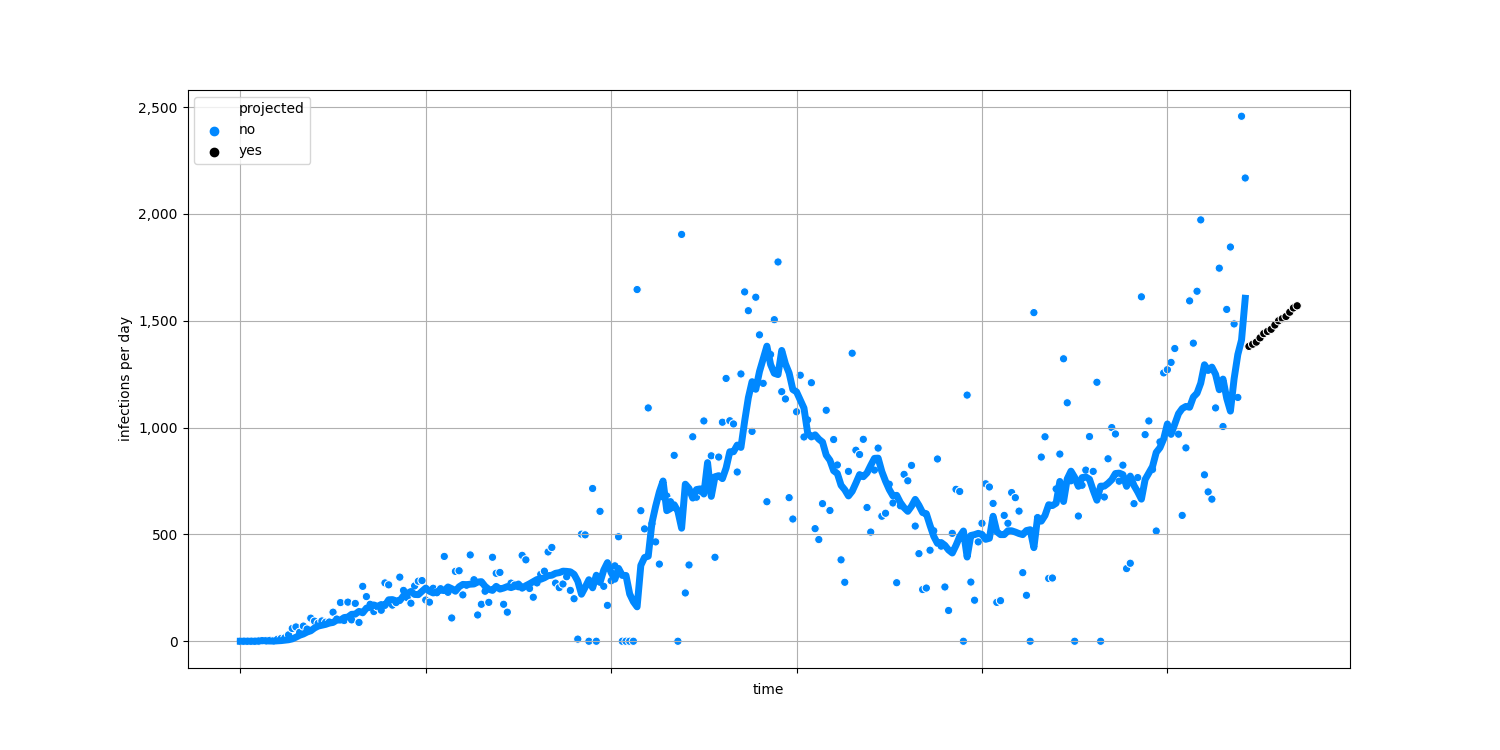 2,500
2,000
1,500
1,000
500
0
infections per day
projected
no
yes
time